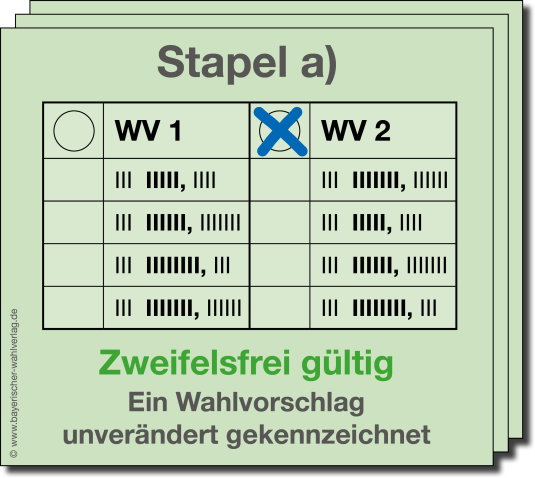 Stapel a)
WV 1 WV 2
Zweifelsfrei gültig
Ein Wahlvorschlag
unverändert gekennzeichnet
© www.bayerischer-wahlverlag.de